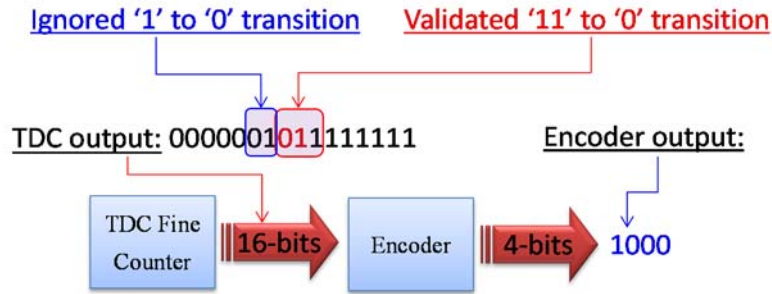 Ignored ‘1’ to ‘0’ transition
Validated ‘11’ to ‘0’ transition
TDC output: 0000001011111111
Encoder output:
TDC Fine
Counter
16-bits
Encoder
4-bits
1000